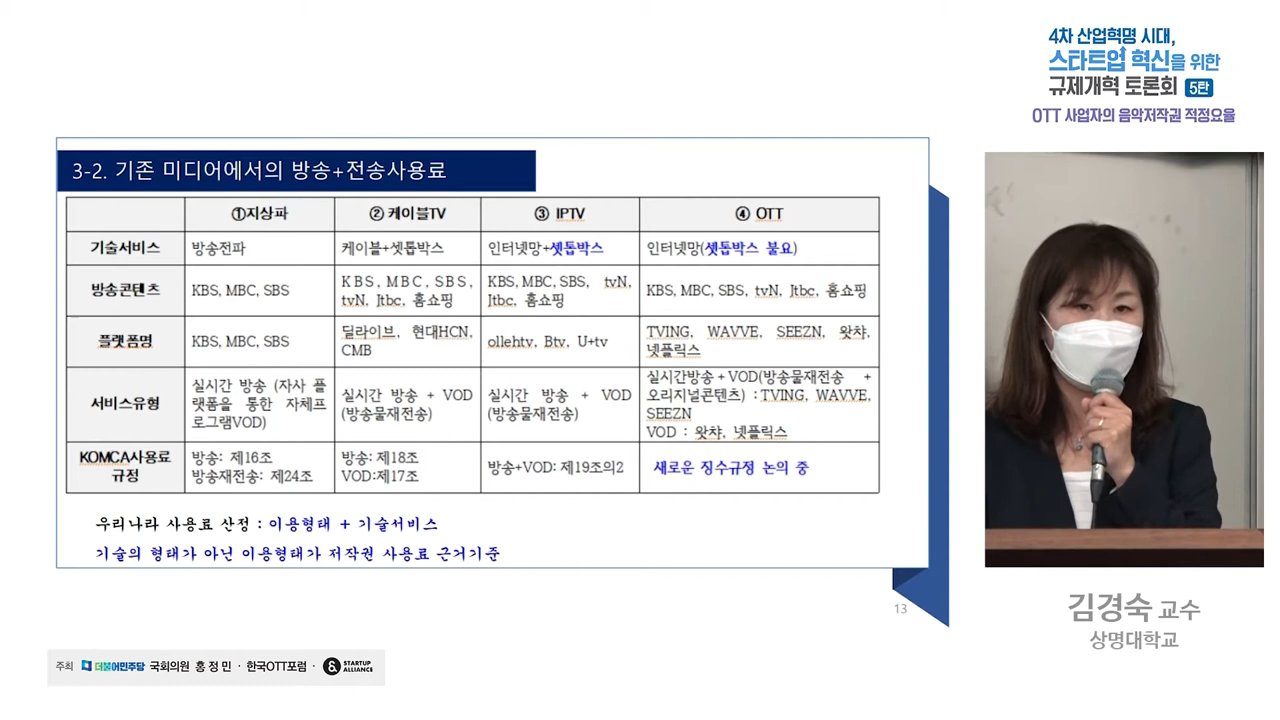 4차 산업혁명 시대,
스타트업 혁신을 위한
규제개혁 토론회 5탄
OTT 사업자의 음악저작권 적정요율
3-2. 기존 미디어에서의 방송+전송사용료
①지상파 ② 케이블TV ③ IPTV ④ OTT
기술서비스 방송전파 케이블+셋톱박스 인터넷망+셋톱박스 인터넷망(셋톱박스 불요)
방송콘텐츠 KBS, MBC, SBS KBS, MBC, SBS, tvN, Jtbc, 홈쇼핑 KBS, MBC, SBS, tvN, Jtbc, 홈쇼핑 KBS, MBC, SBS, tvN, Jtbc, 홈쇼핑
플랫폼명 KBS, MBC, SBS 딜라이브, 현대HCN, CMB ollehtv, Btv, U+tv TVING, WAVVE, SEEZN, 왓챠, 넷플릭스
서비스유형 실시간 방송 (자사 플랫폼을 통한 자체프로그램VOD) 실시간 방송 + VOD (방송물재전송) 실시간 방송 + VOD (방송물재전송) 실시간방송+VOD(방송물재전송 + 오리지널콘텐츠) : TVING, WAVVE, SEEZN VOD : 왓챠, 넷플릭스
KOMCA사용료 규정 방송: 제16조 방송재전송: 제24조 방송: 제18조 VOD:제17조 방송+VOD: 제19조의2 새로운 징수규정 논의 중
우리나라 사용료 산정 : 이용형태 + 기술서비스
기술의 형태가 아닌 이용형태가 저작권 사용료 근거기준
13
김경숙 교수
상명대학교
주최 더불어민주당 국회의원 홍정민 · 한국OTT포럼 · & STARTUP ALLIANCE